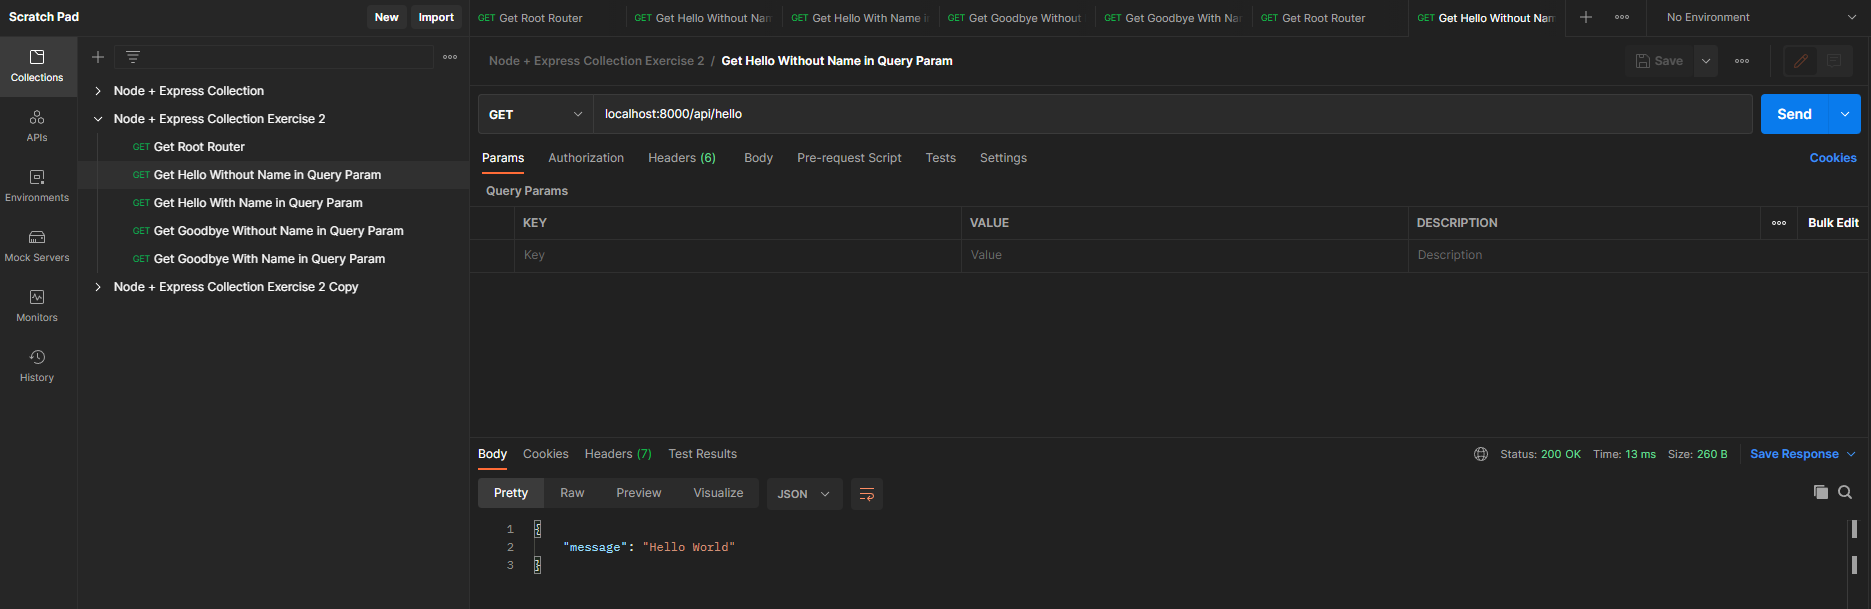 Scratch Pad
New
Import
GET Get Root Router
GET Get Hello Without Nam
GET Get Hello With Name i
GET Get Goodbye Without
GET Get Goodbye With Na
GET Get Root Router
GET Get Hello Without Nam
No Environment
Collections
APIs
Environments
Mock Servers
Monitors
History
Node + Express Collection
Node + Express Collection Exercise 2
GET Get Root Router
GET Get Hello Without Name in Query Param
GET Get Hello With Name in Query Param
GET Get Goodbye Without Name in Query Param
GET Get Goodbye With Name in Query Param
Node + Express Collection Exercise 2 Copy
Node + Express Collection Exercise 2 / Get Hello Without Name in Query Param
Save
GET
localhost:8000/api/hello
Send
Params
Authorization
Headers (6)
Body
Pre-request Script
Tests
Settings
Cookies
Query Params
KEY
VALUE
DESCRIPTION
Bulk Edit
Key
Value
Description
Body
Cookies
Headers (7)
Test Results
Status: 200 OK
Time: 13 ms
Size: 260 B
Save Response
Pretty
Raw
Preview
Visualize
JSON
1 {
2 "message": "Hello World"
3 }